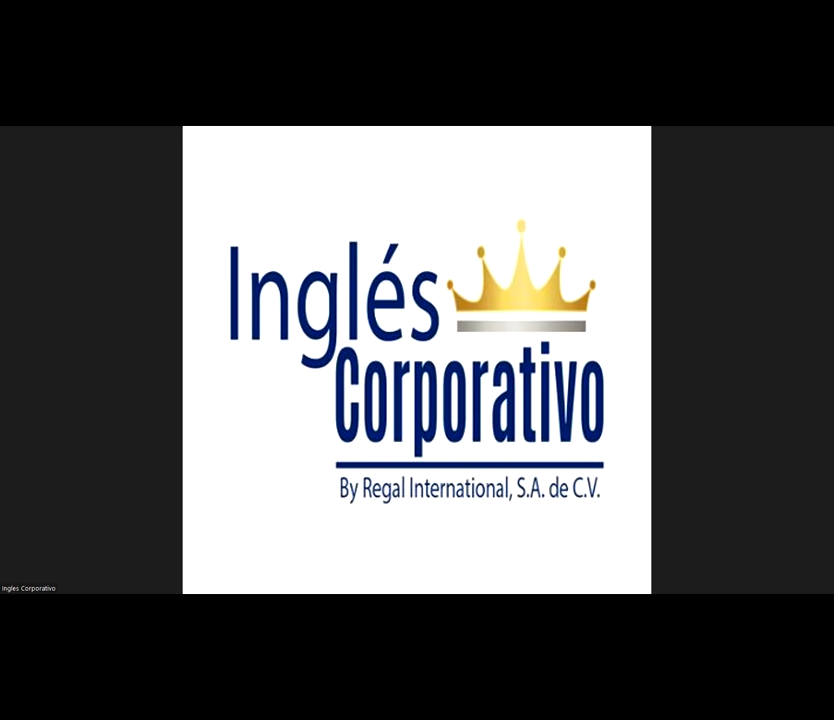 Inglés
Corporativo
By Regal International, S.A. de C.V.
Ingles Corporativo